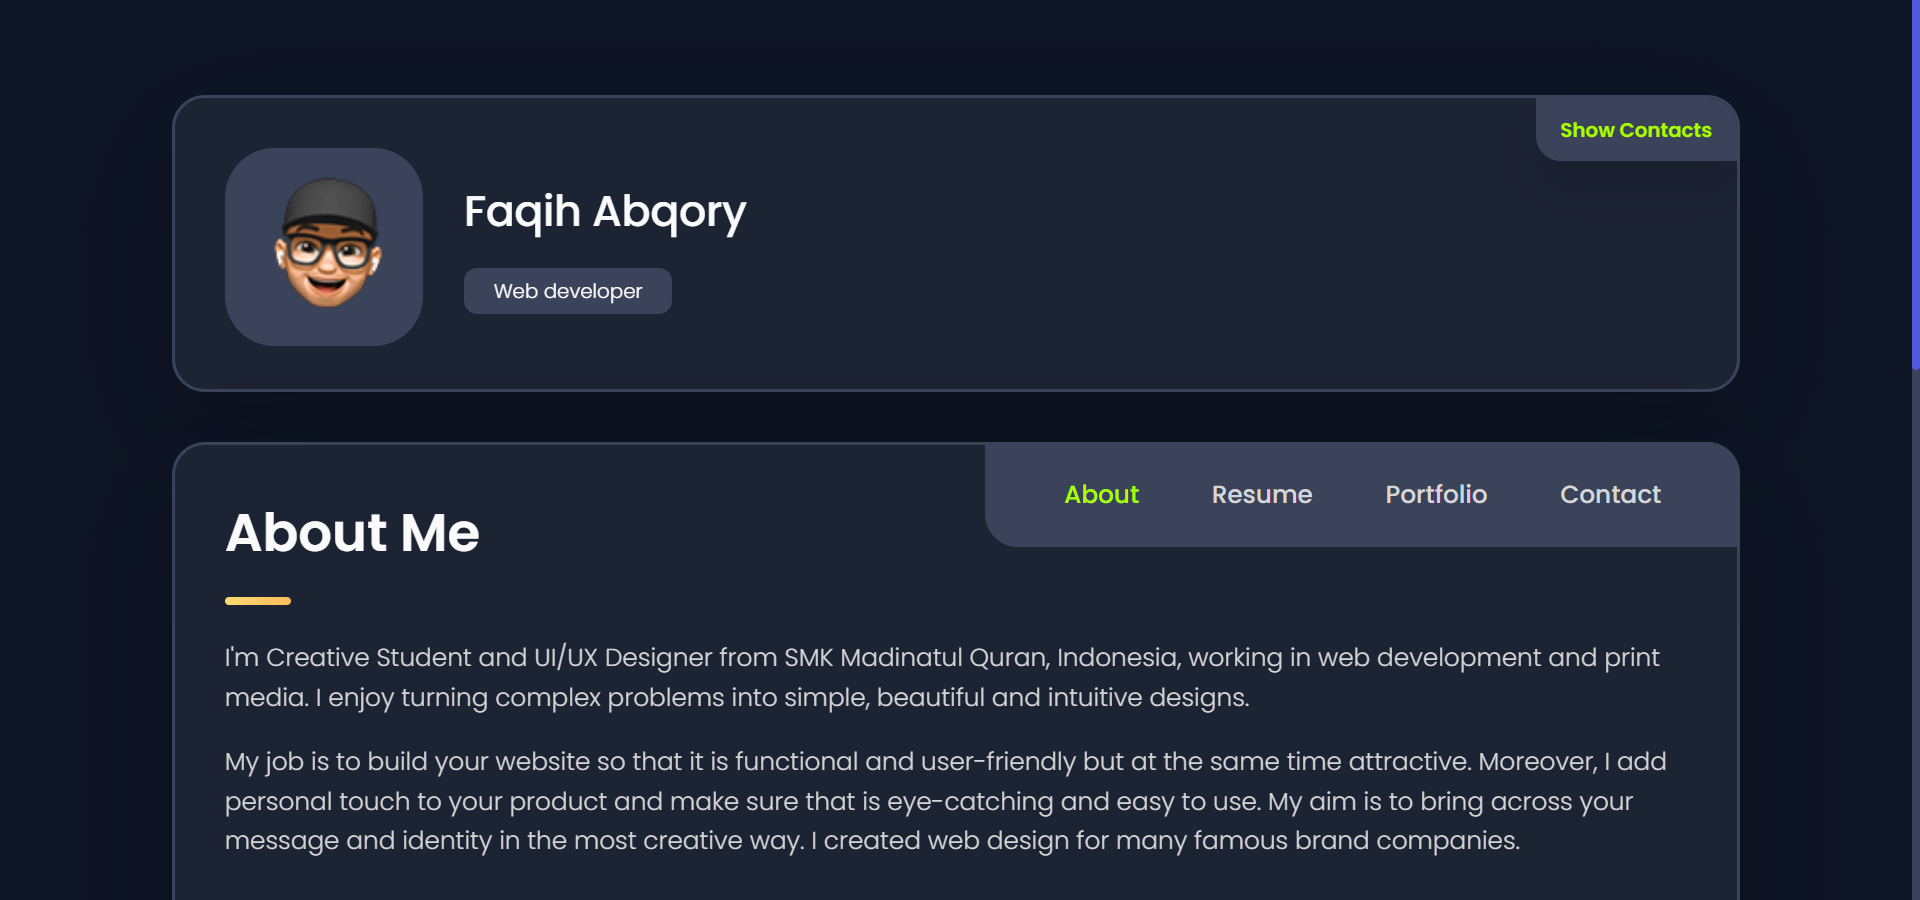 Show Contacts
Faqih Abqory
Web developer
About
Resume
Portfolio
Contact
About Me
I'm Creative Student and UI/UX Designer from SMK Madinatul Quran, Indonesia, working in web development and print
media. I enjoy turning complex problems into simple, beautiful and intuitive designs.
My job is to build your website so that it is functional and user-friendly but at the same time attractive. Moreover, I add
personal touch to your product and make sure that is eye-catching and easy to use. My aim is to bring across your
message and identity in the most creative way. I created web design for many famous brand companies.